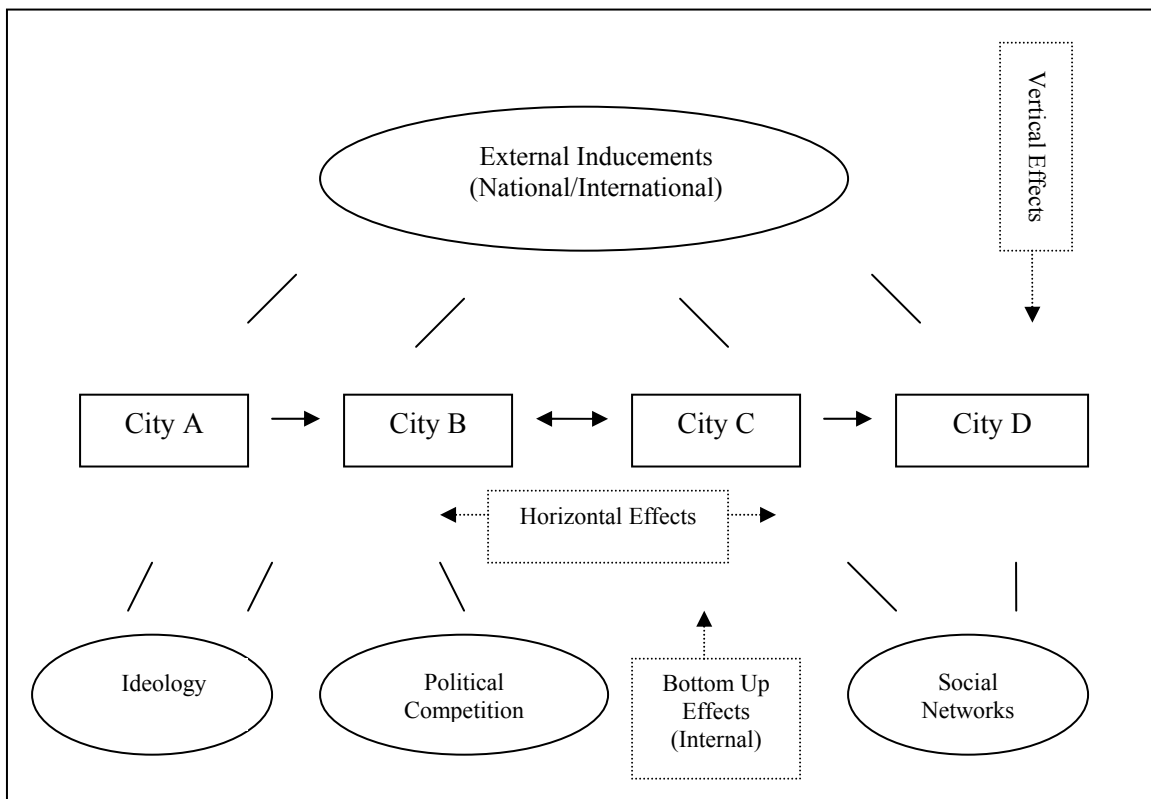 Vertical Effects
External Inducements
(National/International)
City A
City B
City C
City D
Horizontal Effects
Ideology
Political
Competition
Bottom Up
Effects
(Internal)
Social
Networks